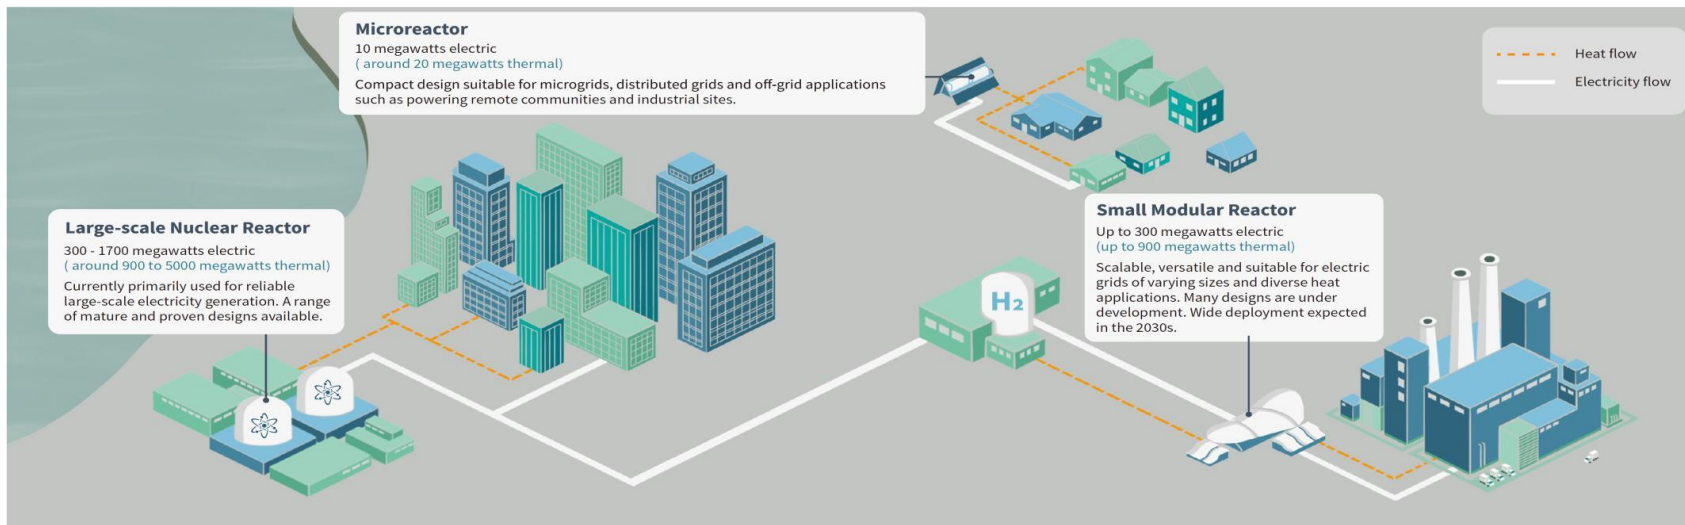 Microreactor
10 megawatts electric
( around 20 megawatts thermal)
Compact design suitable for microgrids, distributed grids and off-grid applications
such as powering remote communities and industrial sites.
Heat flow
Electricity flow
Large-scale Nuclear Reactor
300 - 1700 megawatts electric
( around 900 to 5000 megawatts thermal)
Currently primarily used for reliable
large-scale electricity generation. A range
of mature and proven designs available.
Small Modular Reactor
Up to 300 megawatts electric
(up to 900 megawatts thermal)
Scalable, versatile and suitable for electric
grids of varying sizes and diverse heat
applications. Many designs are under
development. Wide deployment expected
in the 2030s.
H2